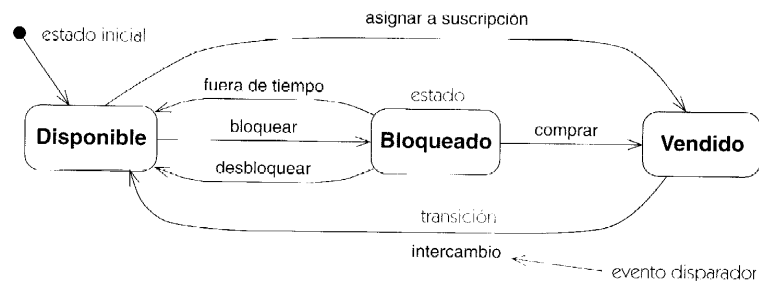 asignar a suscripción
estado inicial
fuera de tiempo
estado
Disponible
bloquear
Bloqueado
comprar
Vendido
desbloquear
transición
intercambio
evento disparador